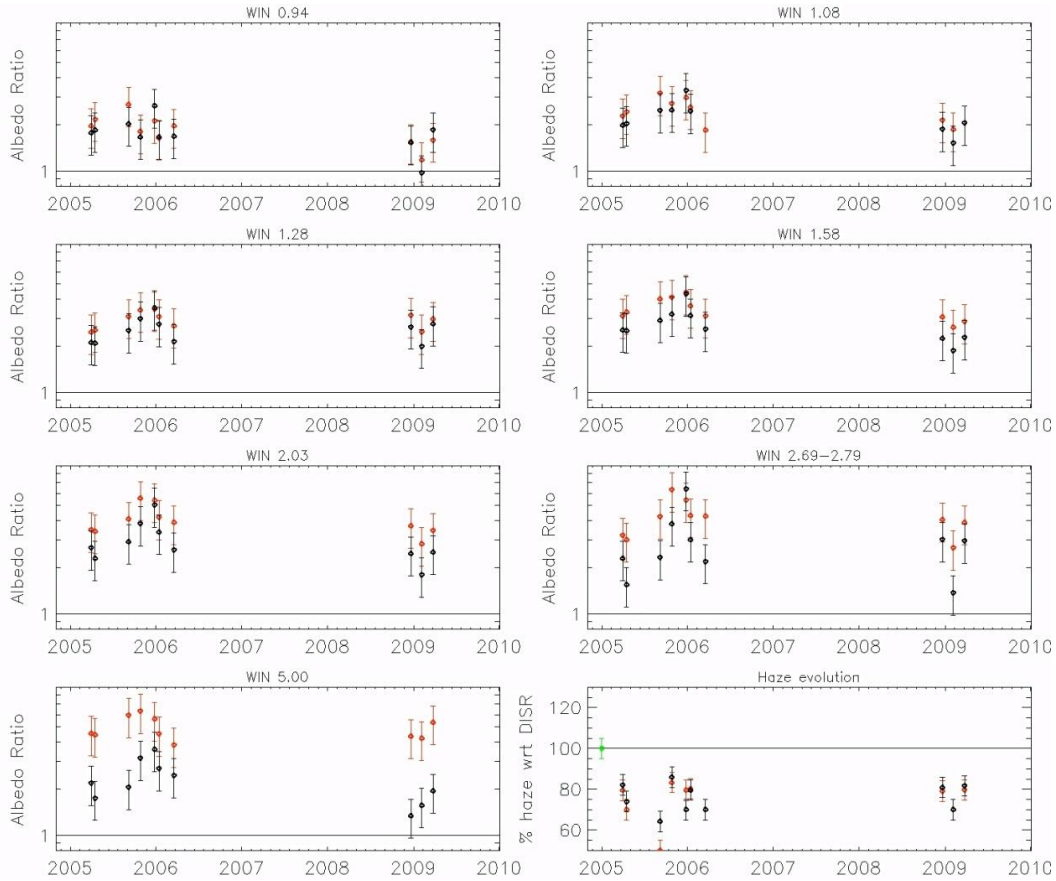 WIN 0.94
Albedo Ratio
1
2005 2006 2007 2008 2009 2010
WIN 1.08
Albedo Ratio
1
2005 2006 2007 2008 2009 2010
WIN 1.28
Albedo Ratio
1
2005 2006 2007 2008 2009 2010
WIN 1.58
Albedo Ratio
1
2005 2006 2007 2008 2009 2010
WIN 2.03
Albedo Ratio
1
2005 2006 2007 2008 2009 2010
WIN 2.69-2.79
Albedo Ratio
1
2005 2006 2007 2008 2009 2010
WIN 5.00
Albedo Ratio
1
2005 2006 2007 2008 2009 2010
Haze evolution
% haze wrt DISR
120
100
80
60
2005 2006 2007 2008 2009 2010